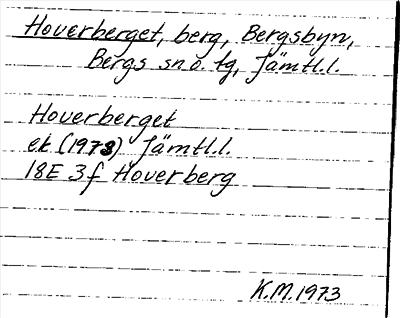 Hoverberget, berg, Bergsbyn,
Bergs sn. o. tg, Jämtl.l.
Hoverberget
ek (1973) Jämtl.l.
18E 3f Hoverberg
K.M.1973